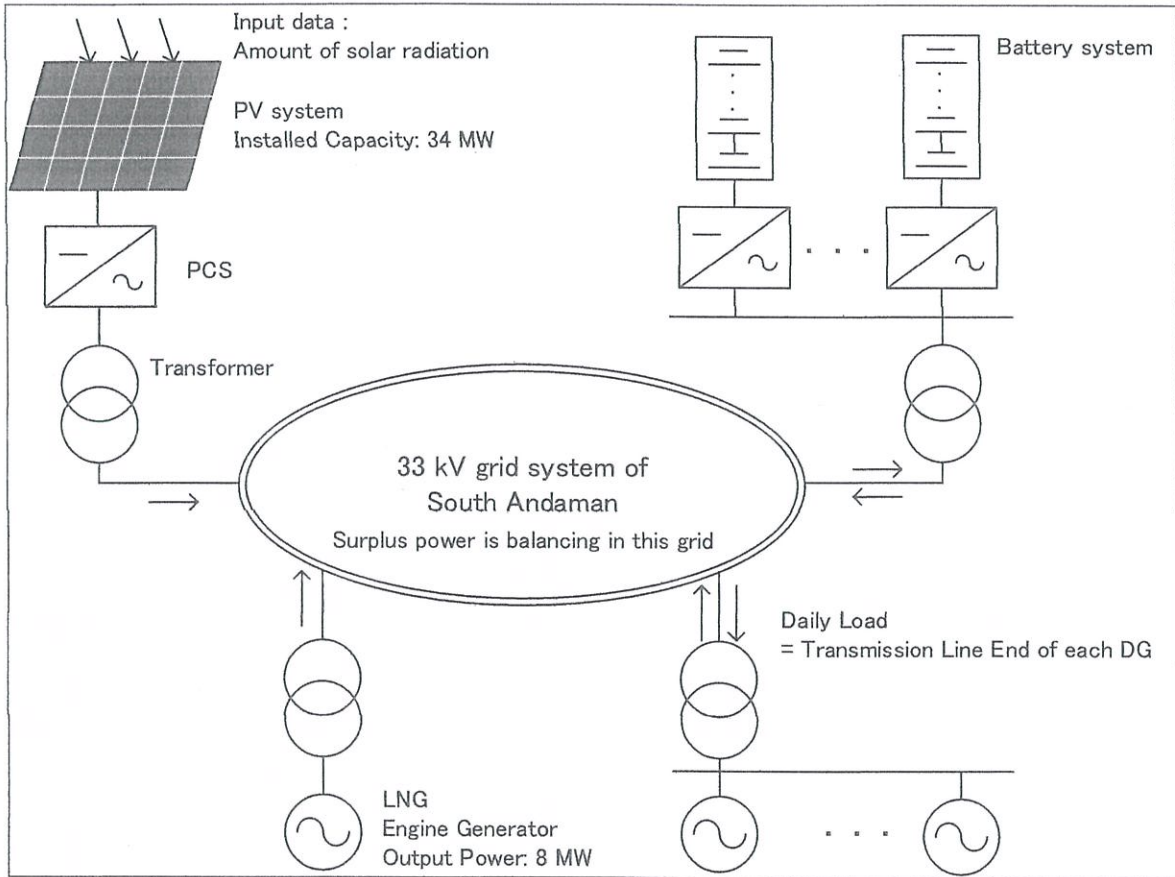 Input data :
Amount of solar radiation
PV system
Installed Capacity: 34 MW
Battery system
PCS
Transformer
33 kV grid system of
South Andaman
Surplus power is balancing in this grid
Daily Load
= Transmission Line End of each DG
LNG
Engine Generator
Output Power: 8 MW